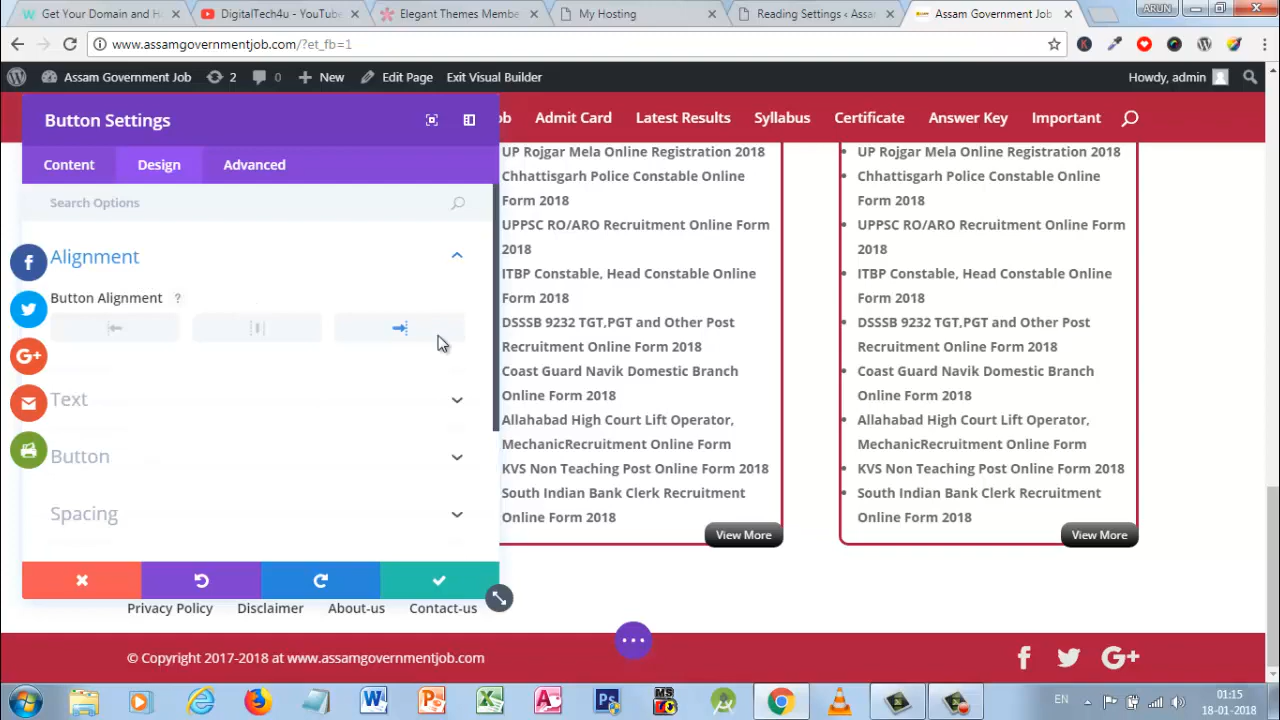 Get Your Domain and H
DigitalTech4u - YouTube
Elegant Themes Membe
My Hosting
Reading Settings ‹ Assa
Assam Government Job
ARUN
www.assamgovernmentjob.com/?et_fb=1
Assam Government Job
2
0
New
Edit Page
Exit Visual Builder
Howdy, admin
Button Settings
ob
Admit Card
Latest Results
Syllabus
Certificate
Answer Key
Important
Content
Design
Advanced
Search Options
Alignment
Button Alignment ?
Text
Button
Spacing
UP Rojgar Mela Online Registration 2018
Chhattisgarh Police Constable Online
Form 2018
UPPSC RO/ARO Recruitment Online Form
2018
ITBP Constable, Head Constable Online
Form 2018
DSSSB 9232 TGT,PGT and Other Post
Recruitment Online Form 2018
Coast Guard Navik Domestic Branch
Online Form 2018
Allahabad High Court Lift Operator,
MechanicRecruitment Online Form
KVS Non Teaching Post Online Form 2018
South Indian Bank Clerk Recruitment
Online Form 2018
View More
UP Rojgar Mela Online Registration 2018
Chhattisgarh Police Constable Online
Form 2018
UPPSC RO/ARO Recruitment Online Form
2018
ITBP Constable, Head Constable Online
Form 2018
DSSSB 9232 TGT,PGT and Other Post
Recruitment Online Form 2018
Coast Guard Navik Domestic Branch
Online Form 2018
Allahabad High Court Lift Operator,
MechanicRecruitment Online Form
KVS Non Teaching Post Online Form 2018
South Indian Bank Clerk Recruitment
Online Form 2018
View More
Privacy Policy
Disclaimer
About-us
Contact-us
© Copyright 2017-2018 at www.assamgovernmentjob.com
EN
01:15
18-01-2018